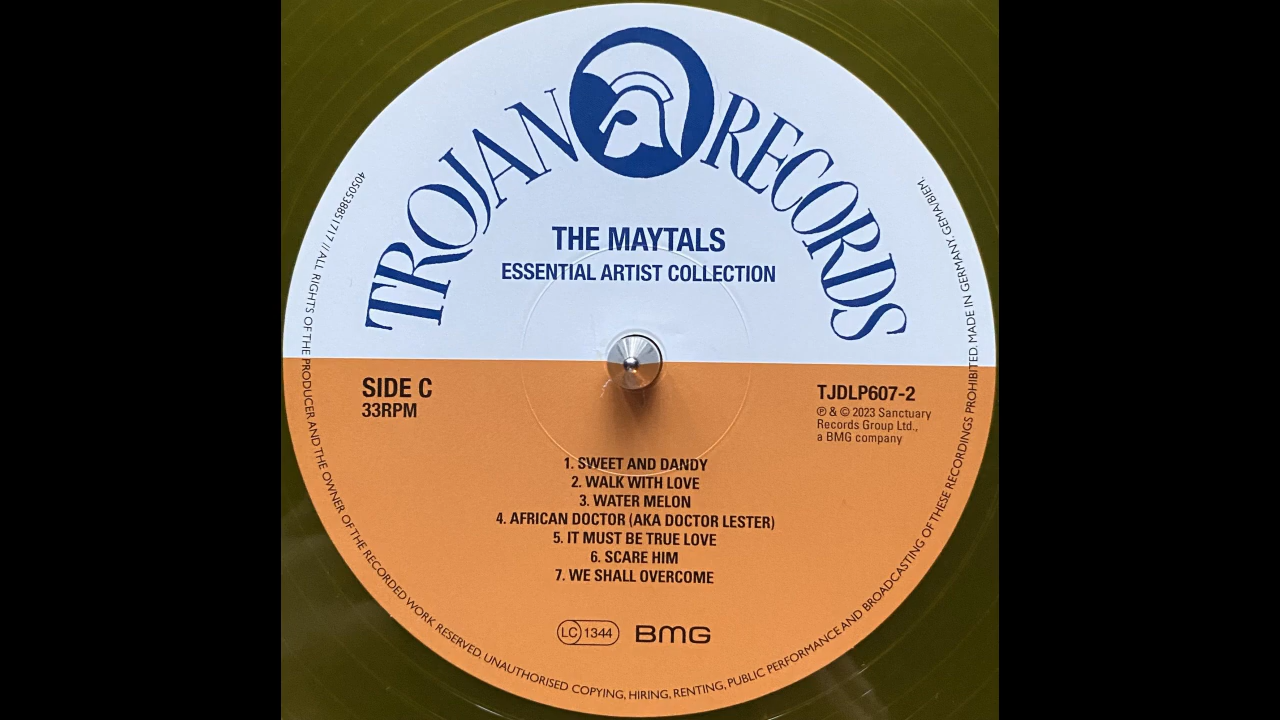 TROJAN RECORDS
THE MAYTALS
ESSENTIAL ARTIST COLLECTION
SIDE C
33RPM
TJDLP607-2
℗ & © 2023 Sanctuary
Records Group Ltd.,
a BMG company
1. SWEET AND DANDY
2. WALK WITH LOVE
3. WATER MELON
4. AFRICAN DOCTOR (AKA DOCTOR LESTER)
5. IT MUST BE TRUE LOVE
6. SCARE HIM
7. WE SHALL OVERCOME
LC 1344
BMG
4050538851717 // ALL RIGHTS OF THE PRODUCER AND THE OWNER OF THE RECORDED WORK RESERVED, UNAUTHORISED COPYING, HIRING, RENTING, PUBLIC PERFORMANCE AND BROADCASTING OF THESE RECORDINGS PROHIBITED. MADE IN GERMANY. GEMA/BIEM.